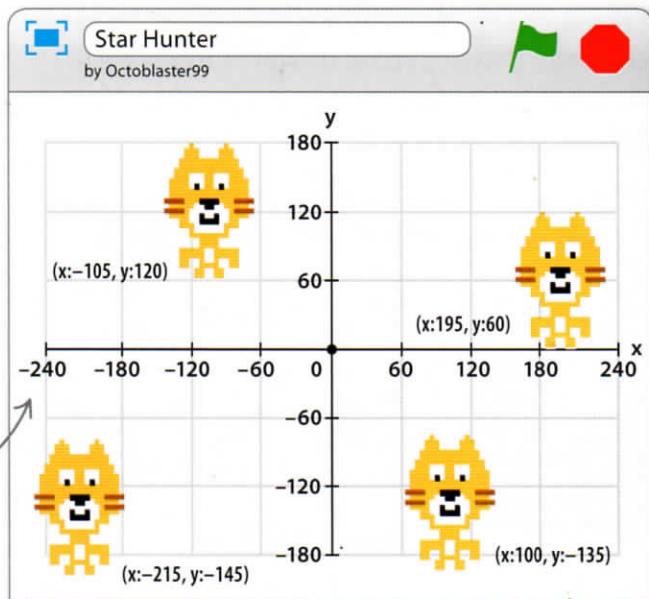 Star Hunter
by Octoblaster99
y
180
120
(x:–105, y:120)
60
(x:195, y:60)
x
–240 –180 –120 –60 0 60 120 180 240
–60
–120
–180
(x:100, y:–135)
(x:–215, y:–145)